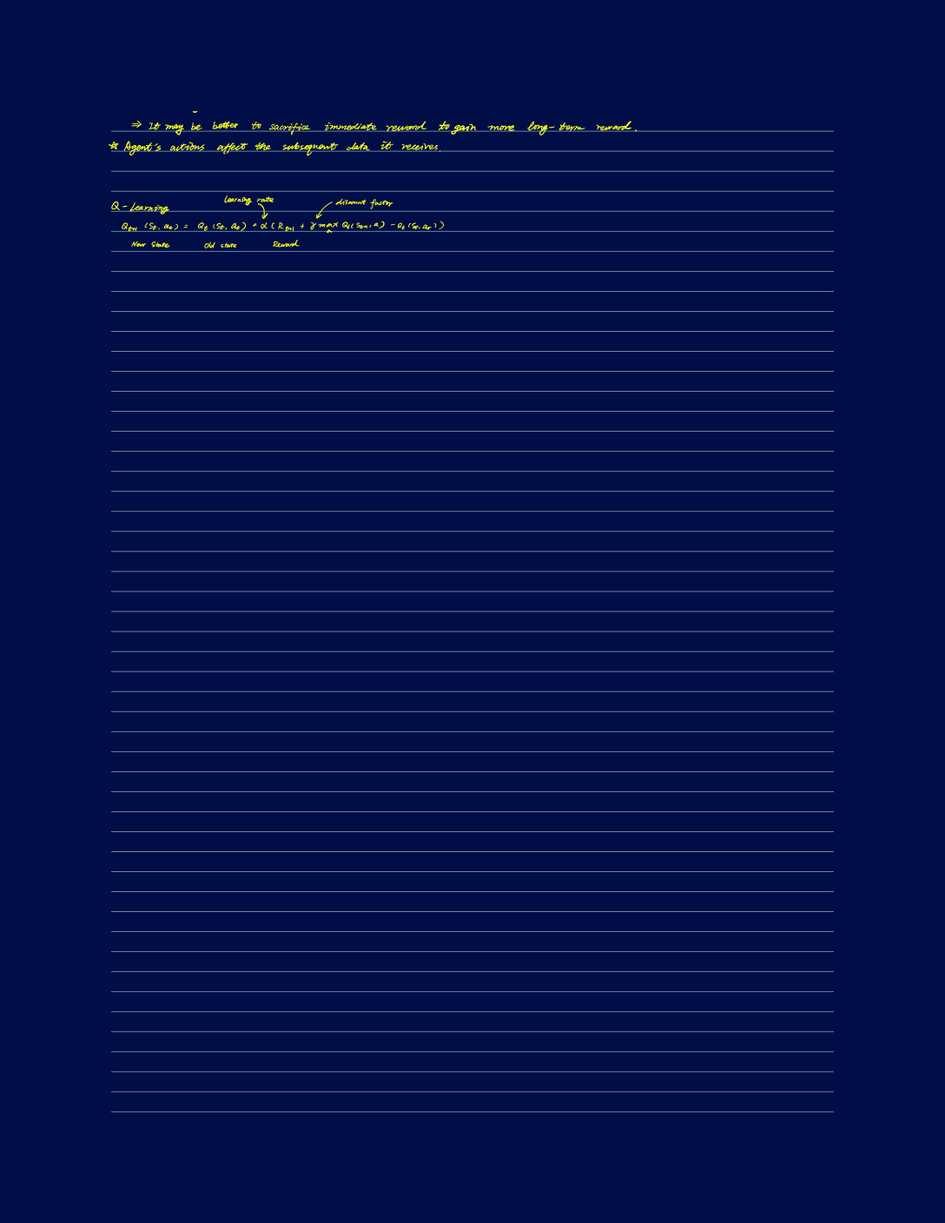 ⇒ It may be better to sacrifice immediate reward to gain more long-term reward.
* Agent's actions affect the subsequent data it receives.
Q-Learning
learning rate discount factor
Qt+1 (St, at) = Qt (St, at) + α (Rt+1 + γ max_a Qt(St+1, a) - Qt (St, at))
New State Old state Reward